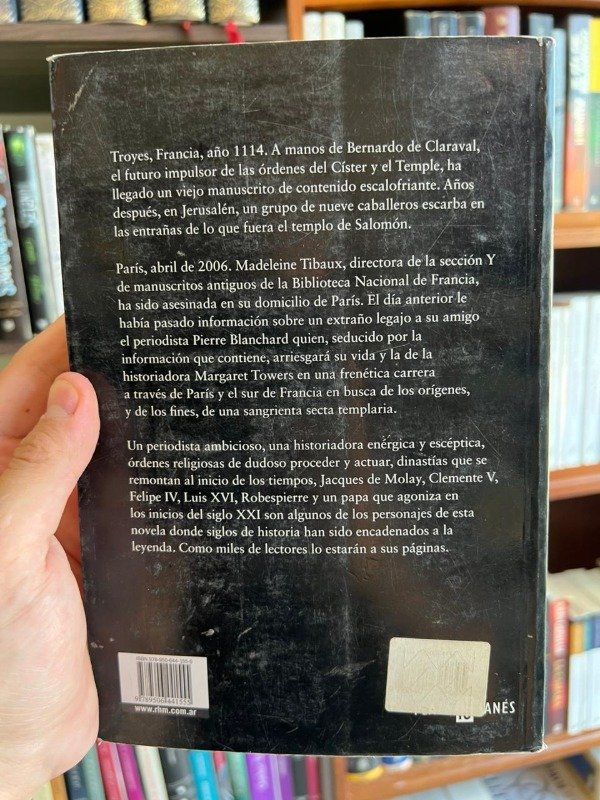 Troyes, Francia, año 1114. A manos de Bernardo de Claraval,
el futuro impulsor de las órdenes del Císter y el Temple, ha
llegado un viejo manuscrito de contenido escalofriante. Años
después, en Jerusalén, un grupo de nueve caballeros escarba en
las entrañas de lo que fuera el templo de Salomón.
París, abril de 2006. Madeleine Tibaux, directora de la sección Y
de manuscritos antiguos de la Biblioteca Nacional de Francia,
ha sido asesinada en su domicilio de París. El día anterior le
había pasado información sobre un extraño legajo a su amigo
el periodista Pierre Blanchard quien, seducido por la
información que contiene, arriesgará su vida y la de la
historiadora Margaret Towers en una frenética carrera
a través de París y el sur de Francia en busca de los orígenes,
y de los fines, de una sangrienta secta templaria.
Un periodista ambicioso, una historiadora enérgica y escéptica,
órdenes religiosas de dudoso proceder y actuar, dinastías que se
remontan al inicio de los tiempos, Jacques de Molay, Clemente V,
Felipe IV, Luis XVI, Robespierre y un papa que agoniza en
los inicios del siglo XXI son algunos de los personajes de esta
novela donde siglos de historia han sido encadenados a la
leyenda. Como miles de lectores lo estarán a sus páginas.
ISBN 978-950-644-155-5
9789506441555
www.rhm.com.ar
ANÉS